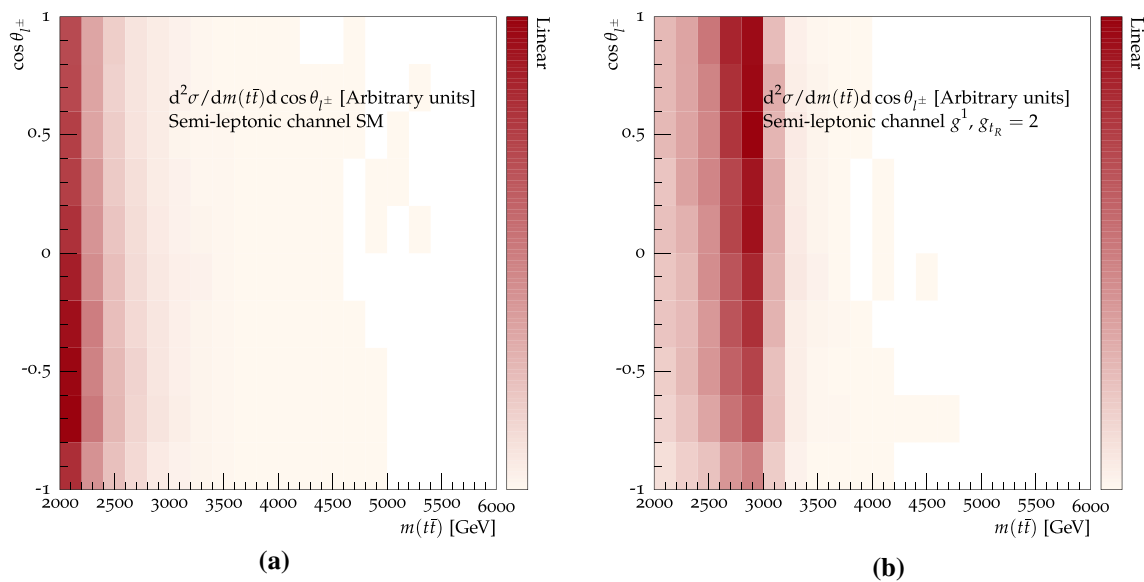 cos θ_{l^±}
1
0.5
0
-0.5
-1
2000 2500 3000 3500 4000 4500 5000 5500 6000
m(tt̄) [GeV]
d²σ/dm(tt̄)d cos θ_{l^±} [Arbitrary units]
Semi-leptonic channel SM
Linear
(a)
cos θ_{l^±}
1
0.5
0
-0.5
-1
2000 2500 3000 3500 4000 4500 5000 5500 6000
m(tt̄) [GeV]
d²σ/dm(tt̄)d cos θ_{l^±} [Arbitrary units]
Semi-leptonic channel g¹, g_{t_R} = 2
Linear
(b)